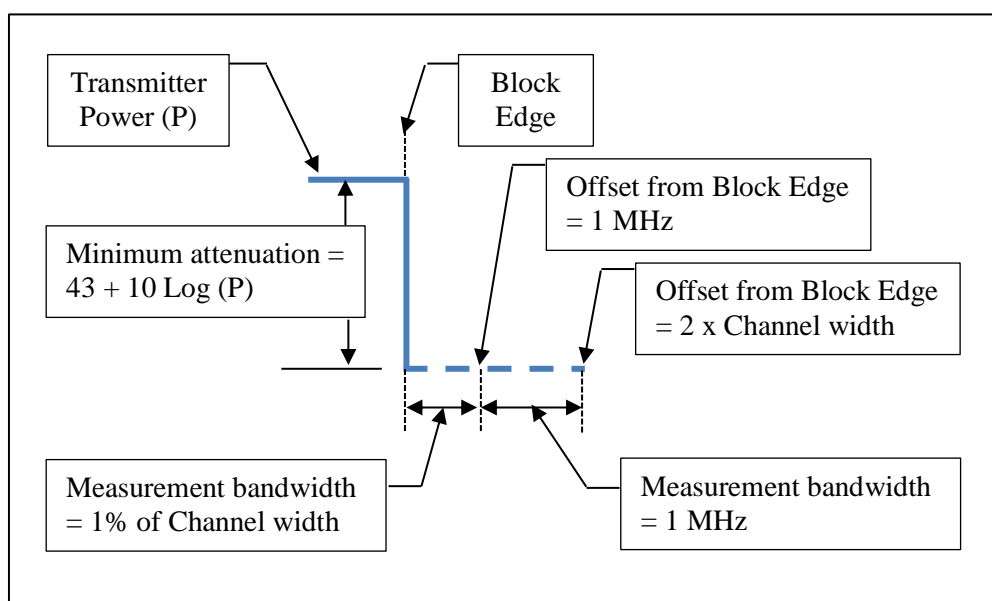 Transmitter
Power (P)
Block
Edge
Offset from Block Edge
= 1 MHz
Minimum attenuation =
43 + 10 Log (P)
Offset from Block Edge
= 2 x Channel width
Measurement bandwidth
= 1% of Channel width
Measurement bandwidth
= 1 MHz